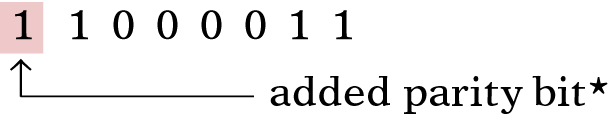 1 1 0 0 0 0 1 1
added parity bit★